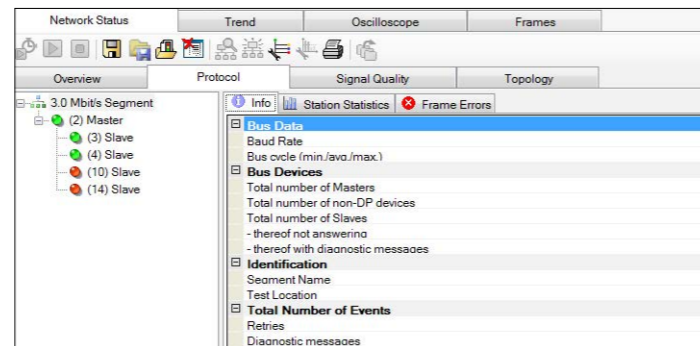 Network Status Trend Oscilloscope Frames
Overview Protocol Signal Quality Topology
3.0 Mbit/s Segment
(2) Master
(3) Slave
(4) Slave
(10) Slave
(14) Slave
Info Station Statistics Frame Errors
Bus Data
Baud Rate
Bus cycle (min./avg./max.)
Bus Devices
Total number of Masters
Total number of non-DP devices
Total number of Slaves
- thereof not answering
- thereof with diagnostic messages
Identification
Segment Name
Test Location
Total Number of Events
Retries
Diagnostic messages